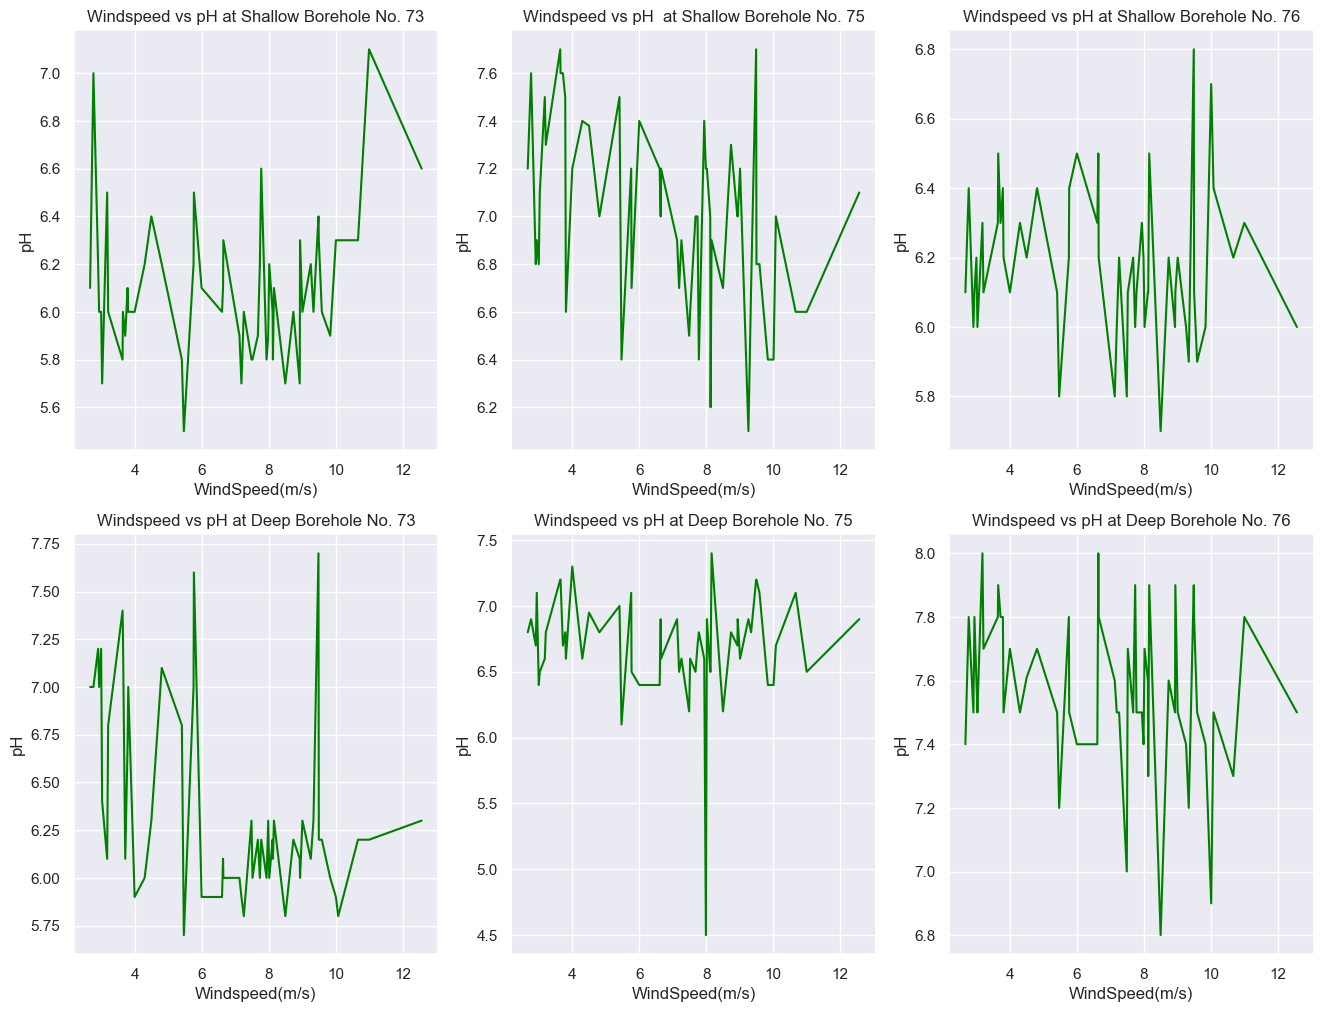 Windspeed vs pH at Shallow Borehole No. 73
7.0
6.8
6.6
6.4
6.2
6.0
5.8
5.6
pH
4 6 8 10 12
WindSpeed(m/s)
Windspeed vs pH  at Shallow Borehole No. 75
7.6
7.4
7.2
7.0
6.8
6.6
6.4
6.2
pH
4 6 8 10 12
WindSpeed(m/s)
Windspeed vs pH at Shallow Borehole No. 76
6.8
6.6
6.4
6.2
6.0
5.8
pH
4 6 8 10 12
WindSpeed(m/s)
Windspeed vs pH at Deep Borehole No. 73
7.75
7.50
7.25
7.00
6.75
6.50
6.25
6.00
5.75
pH
4 6 8 10 12
Windspeed(m/s)
Windspeed vs pH at Deep Borehole No. 75
7.5
7.0
6.5
6.0
5.5
5.0
4.5
pH
4 6 8 10 12
WindSpeed(m/s)
Windspeed vs pH at Deep Borehole No. 76
8.0
7.8
7.6
7.4
7.2
7.0
6.8
pH
4 6 8 10 12
WindSpeed(m/s)